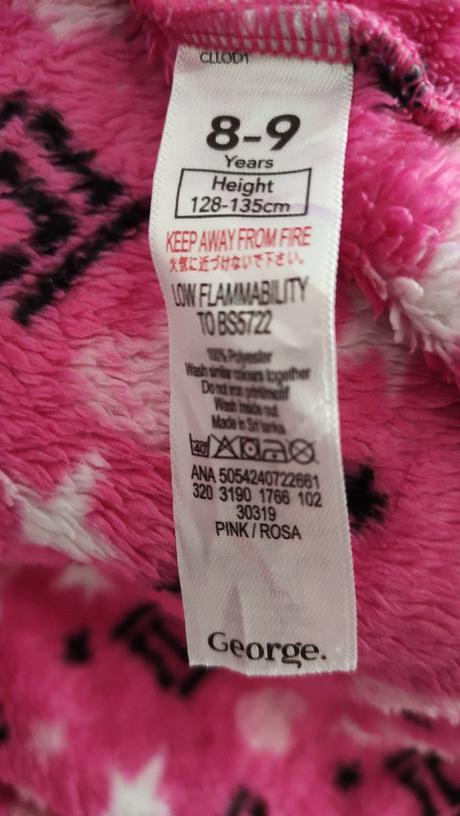 CLLOD1
8-9
Years
Height
128-135cm
KEEP AWAY FROM FIRE
火気に近づけないで下さい。
LOW FLAMMABILITY
TO BS5722
100% Polyester
Wash similar colours together
Do not iron print/motif
Wash inside out
Made in Sri lanka
40
ANA 5054240722661
320 3190 1766 102
30319
PINK / ROSA
George.